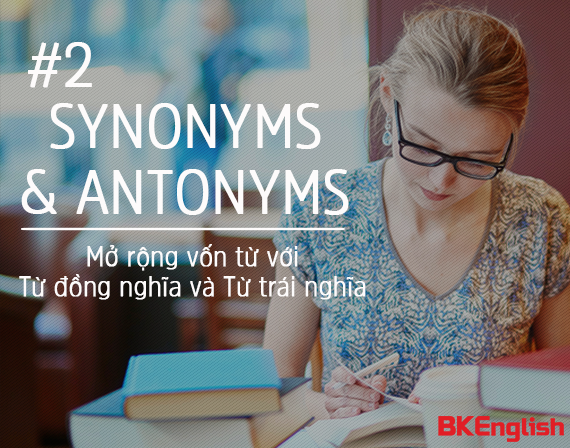 #2
SYNONYMS
& ANTONYMS
Mở rộng vốn từ với
Từ đồng nghĩa và Từ trái nghĩa
BKEnglish